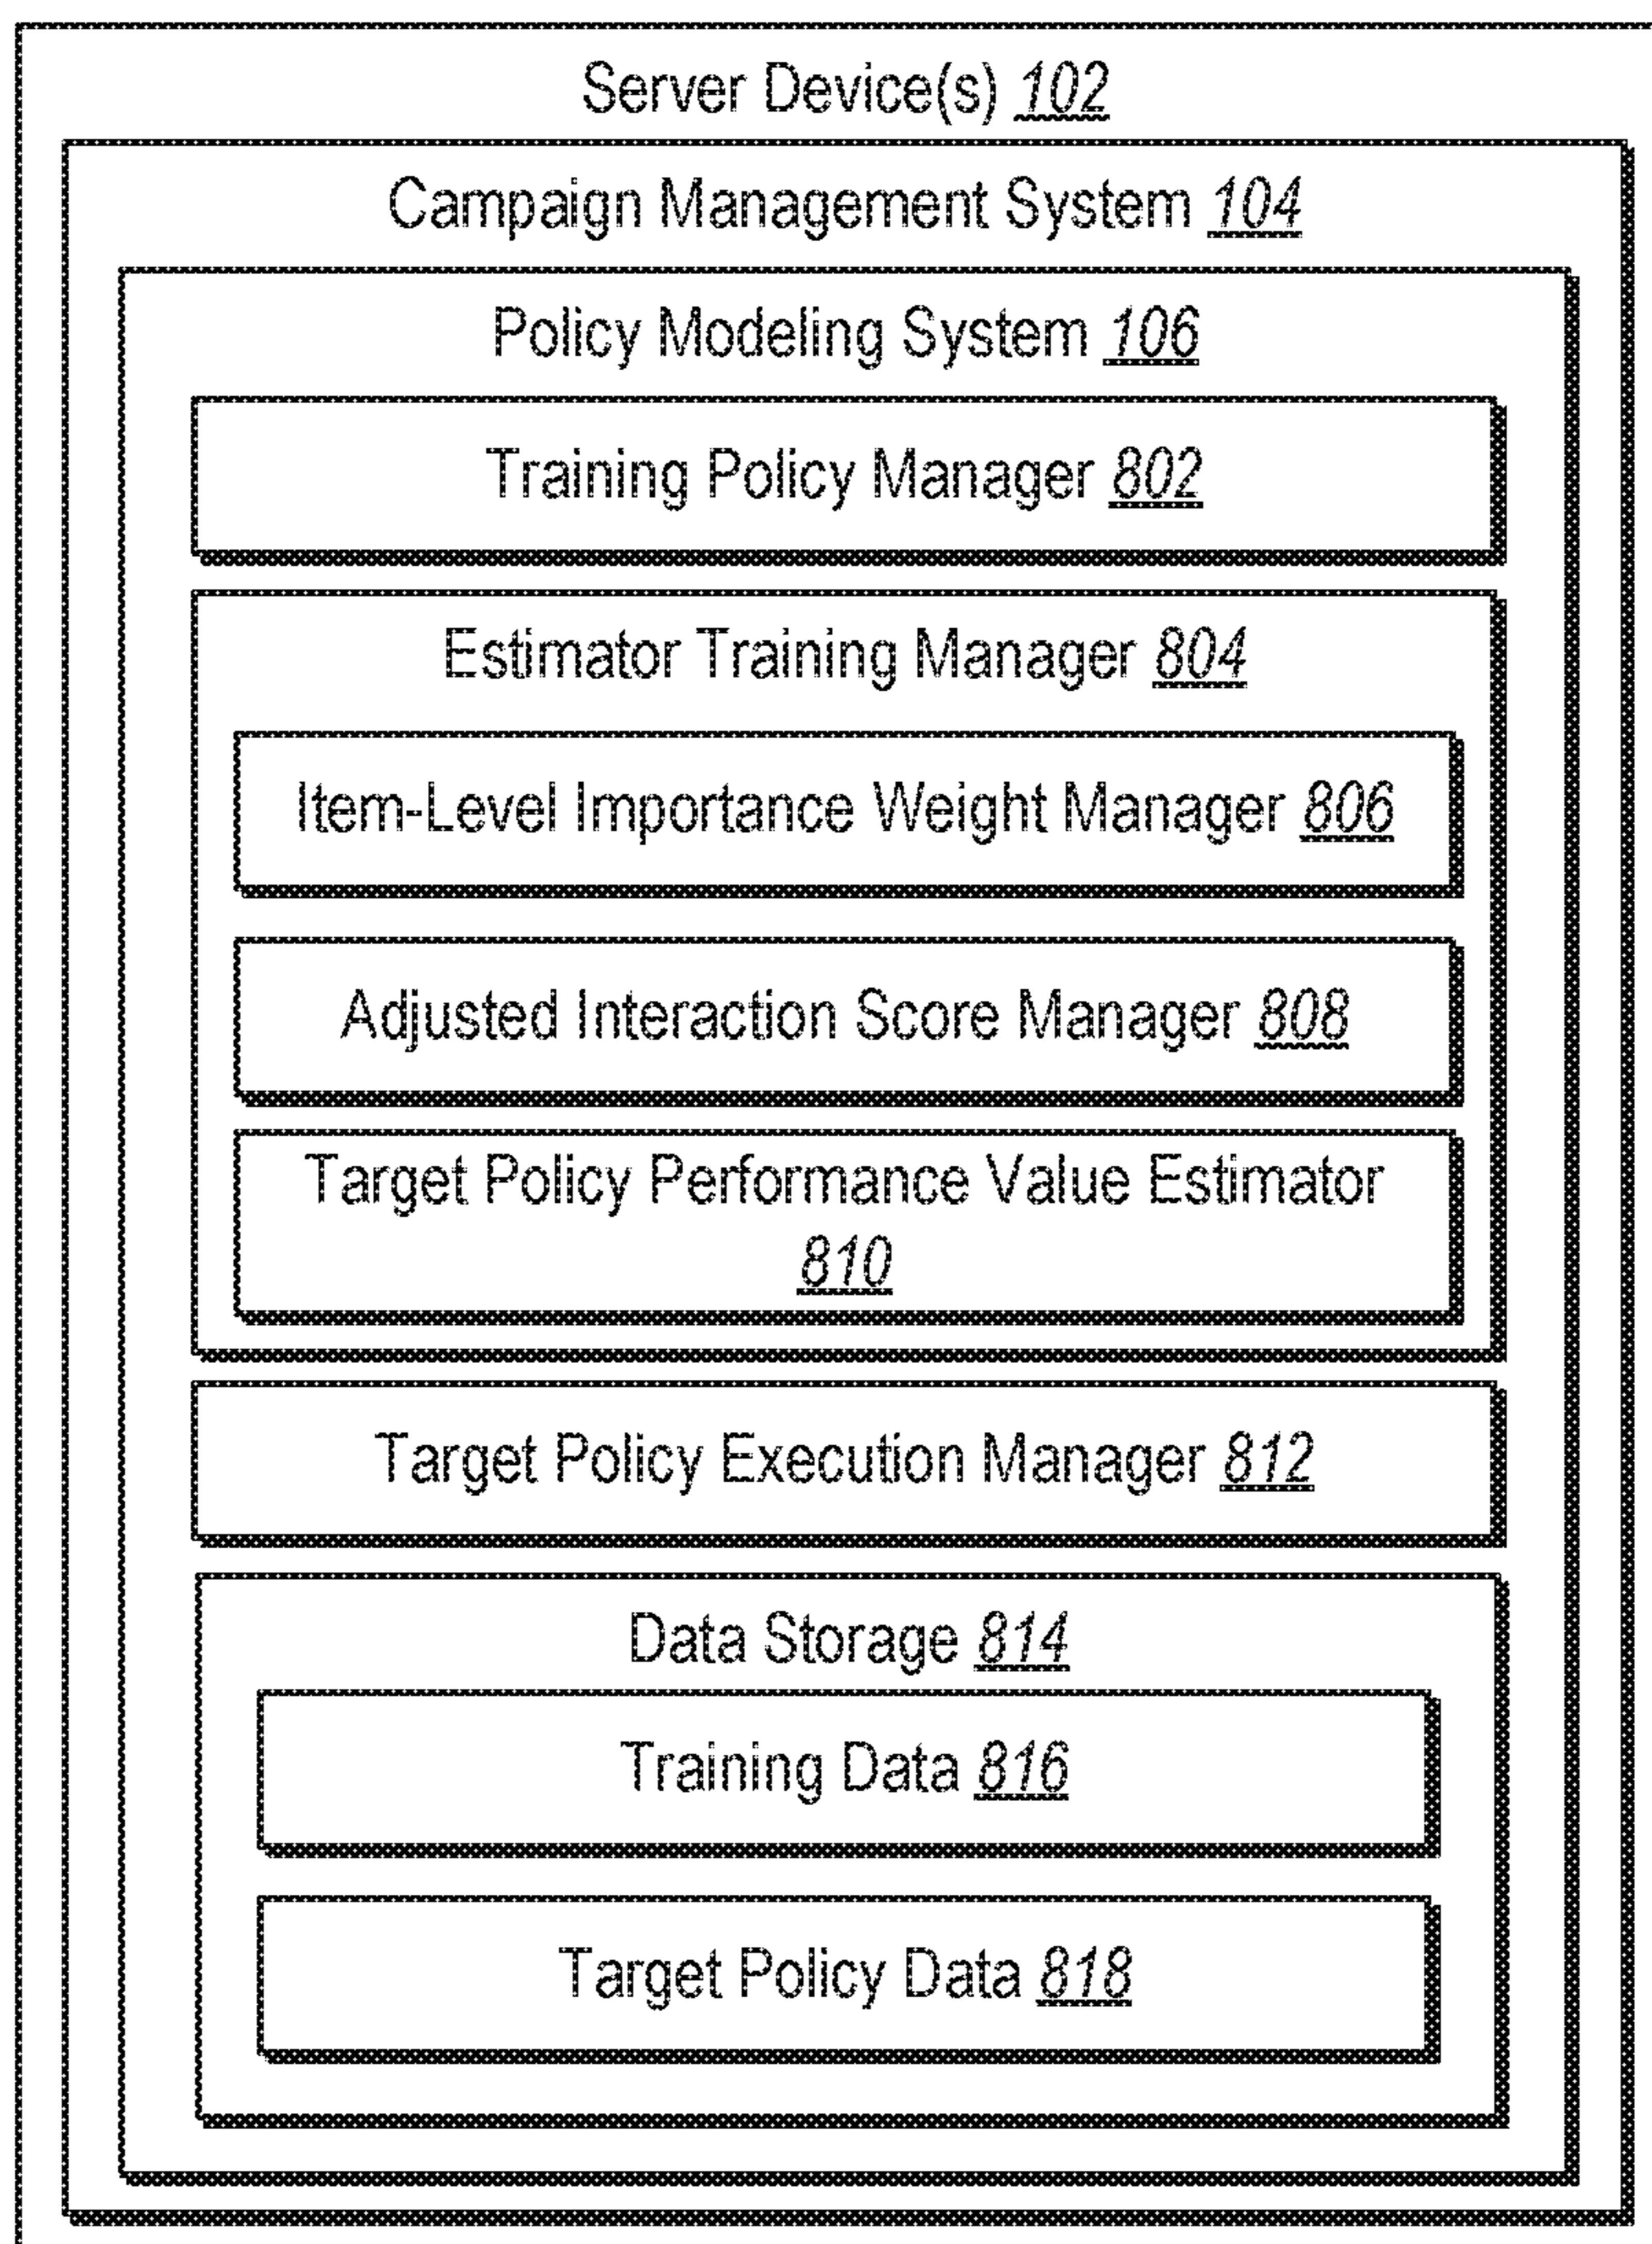 Server Device(s) 102
Campaign Management System 104
Policy Modeling System 106
Training Policy Manager 802
Estimator Training Manager 804
Item-Level Importance Weight Manager 806
Adjusted Interaction Score Manager 808
Target Policy Performance Value Estimator
810
Target Policy Execution Manager 812
Data Storage 814
Training Data 816
Target Policy Data 818